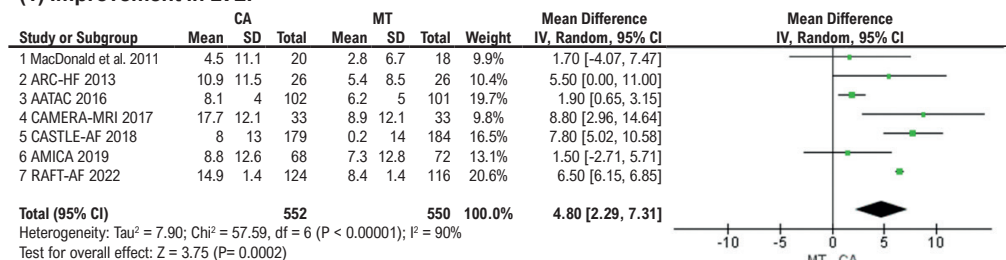 (1) Improvement in LVEF
CA MT Mean Difference Mean Difference
Study or Subgroup Mean SD Total Mean SD Total Weight IV, Random, 95% CI IV, Random, 95% CI
1 MacDonald et al. 2011 4.5 11.1 20 2.8 6.7 18 9.9% 1.70 [-4.07, 7.47]
2 ARC-HF 2013 10.9 11.5 26 5.4 8.5 26 10.4% 5.50 [0.00, 11.00]
3 AATAC 2016 8.1 4 102 6.2 5 101 19.7% 1.90 [0.65, 3.15]
4 CAMERA-MRI 2017 17.7 12.1 33 8.9 12.1 33 9.8% 8.80 [2.96, 14.64]
5 CASTLE-AF 2018 8 13 179 0.2 14 184 16.5% 7.80 [5.02, 10.58]
6 AMICA 2019 8.8 12.6 68 7.3 12.8 72 13.1% 1.50 [-2.71, 5.71]
7 RAFT-AF 2022 14.9 1.4 124 8.4 1.4 116 20.6% 6.50 [6.15, 6.85]
Total (95% CI) 552 550 100.0% 4.80 [2.29, 7.31]
Heterogeneity: Tau² = 7.90; Chi² = 57.59, df = 6 (P < 0.00001); I² = 90%
Test for overall effect: Z = 3.75 (P= 0.0002)
-10 -5 0 5 10
MT CA